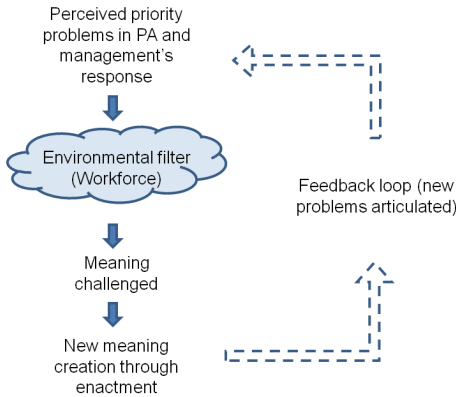 Perceived priority
problems in PA and
management's
response
Environmental filter
(Workforce)
Feedback loop (new
problems articulated)
Meaning
challenged
New meaning
creation through
enactment